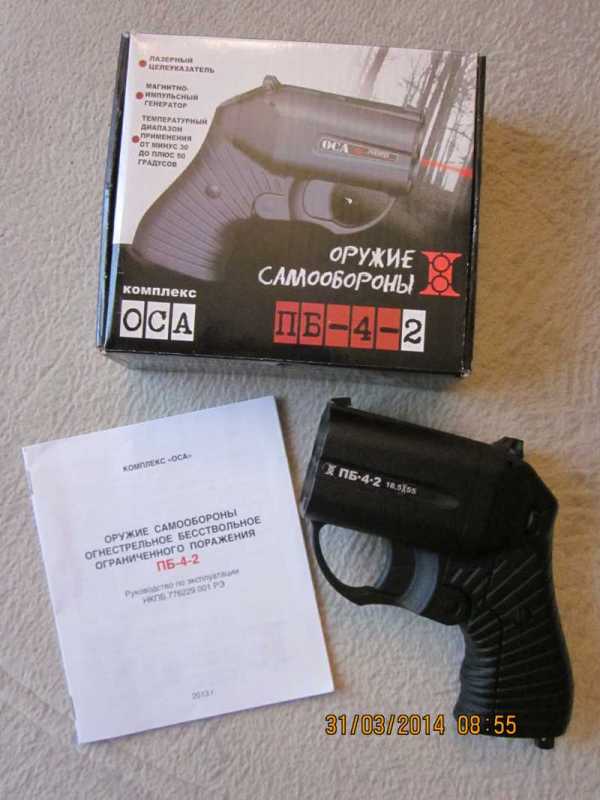 ЛАЗЕРНЫЙ
ЦЕЛЕУКАЗАТЕЛЬ
МАГНИТНО-
ИМПУЛЬСНЫЙ
ГЕНЕРАТОР
ТЕМПЕРАТУРНЫЙ
ДИАПАЗОН
ПРИМЕНЕНИЯ
ОТ МИНУС 30
ДО ПЛЮС 50
ГРАДУСОВ
ОСА
ОРУЖИЕ
САМООБОРОНЫ
КОМПЛЕКС
ОСА
ПБ-4-2
КОМПЛЕКС «ОСА»
ОРУЖИЕ САМООБОРОНЫ
ОГНЕСТРЕЛЬНОЕ БЕССТВОЛЬНОЕ
ОГРАНИЧЕННОГО ПОРАЖЕНИЯ
ПБ-4-2
Руководство по эксплуатации
НКПБ.776229.001 РЭ
2013 г.
ПБ-4-2 18,5X55
31/03/2014 08:55